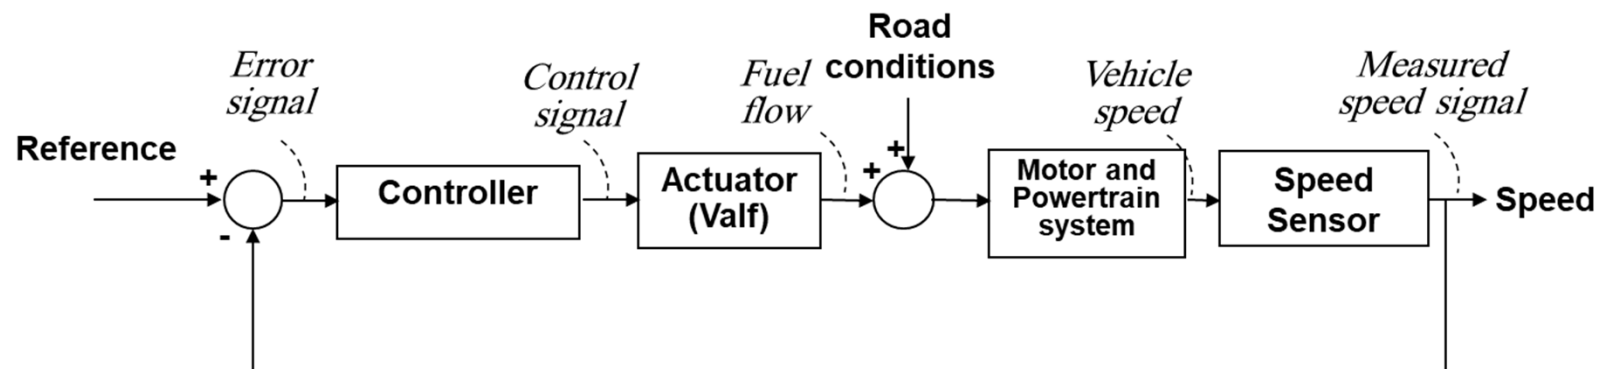 Road
conditions
Error
signal
Control
signal
Fuel
flow
Vehicle
speed
Measured
speed signal
Reference
+
-
Controller
Actuator
(Valf)
+
+
Motor and
Powertrain
system
Speed
Sensor
Speed